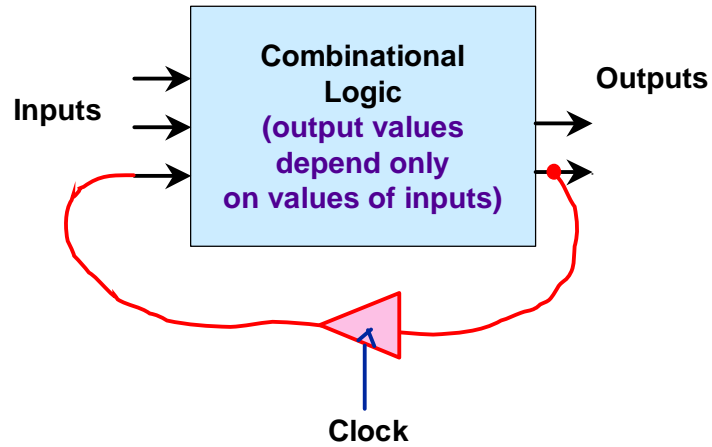 Combinational
Logic
(output values
depend only
on values of inputs)
Inputs
Outputs
Clock